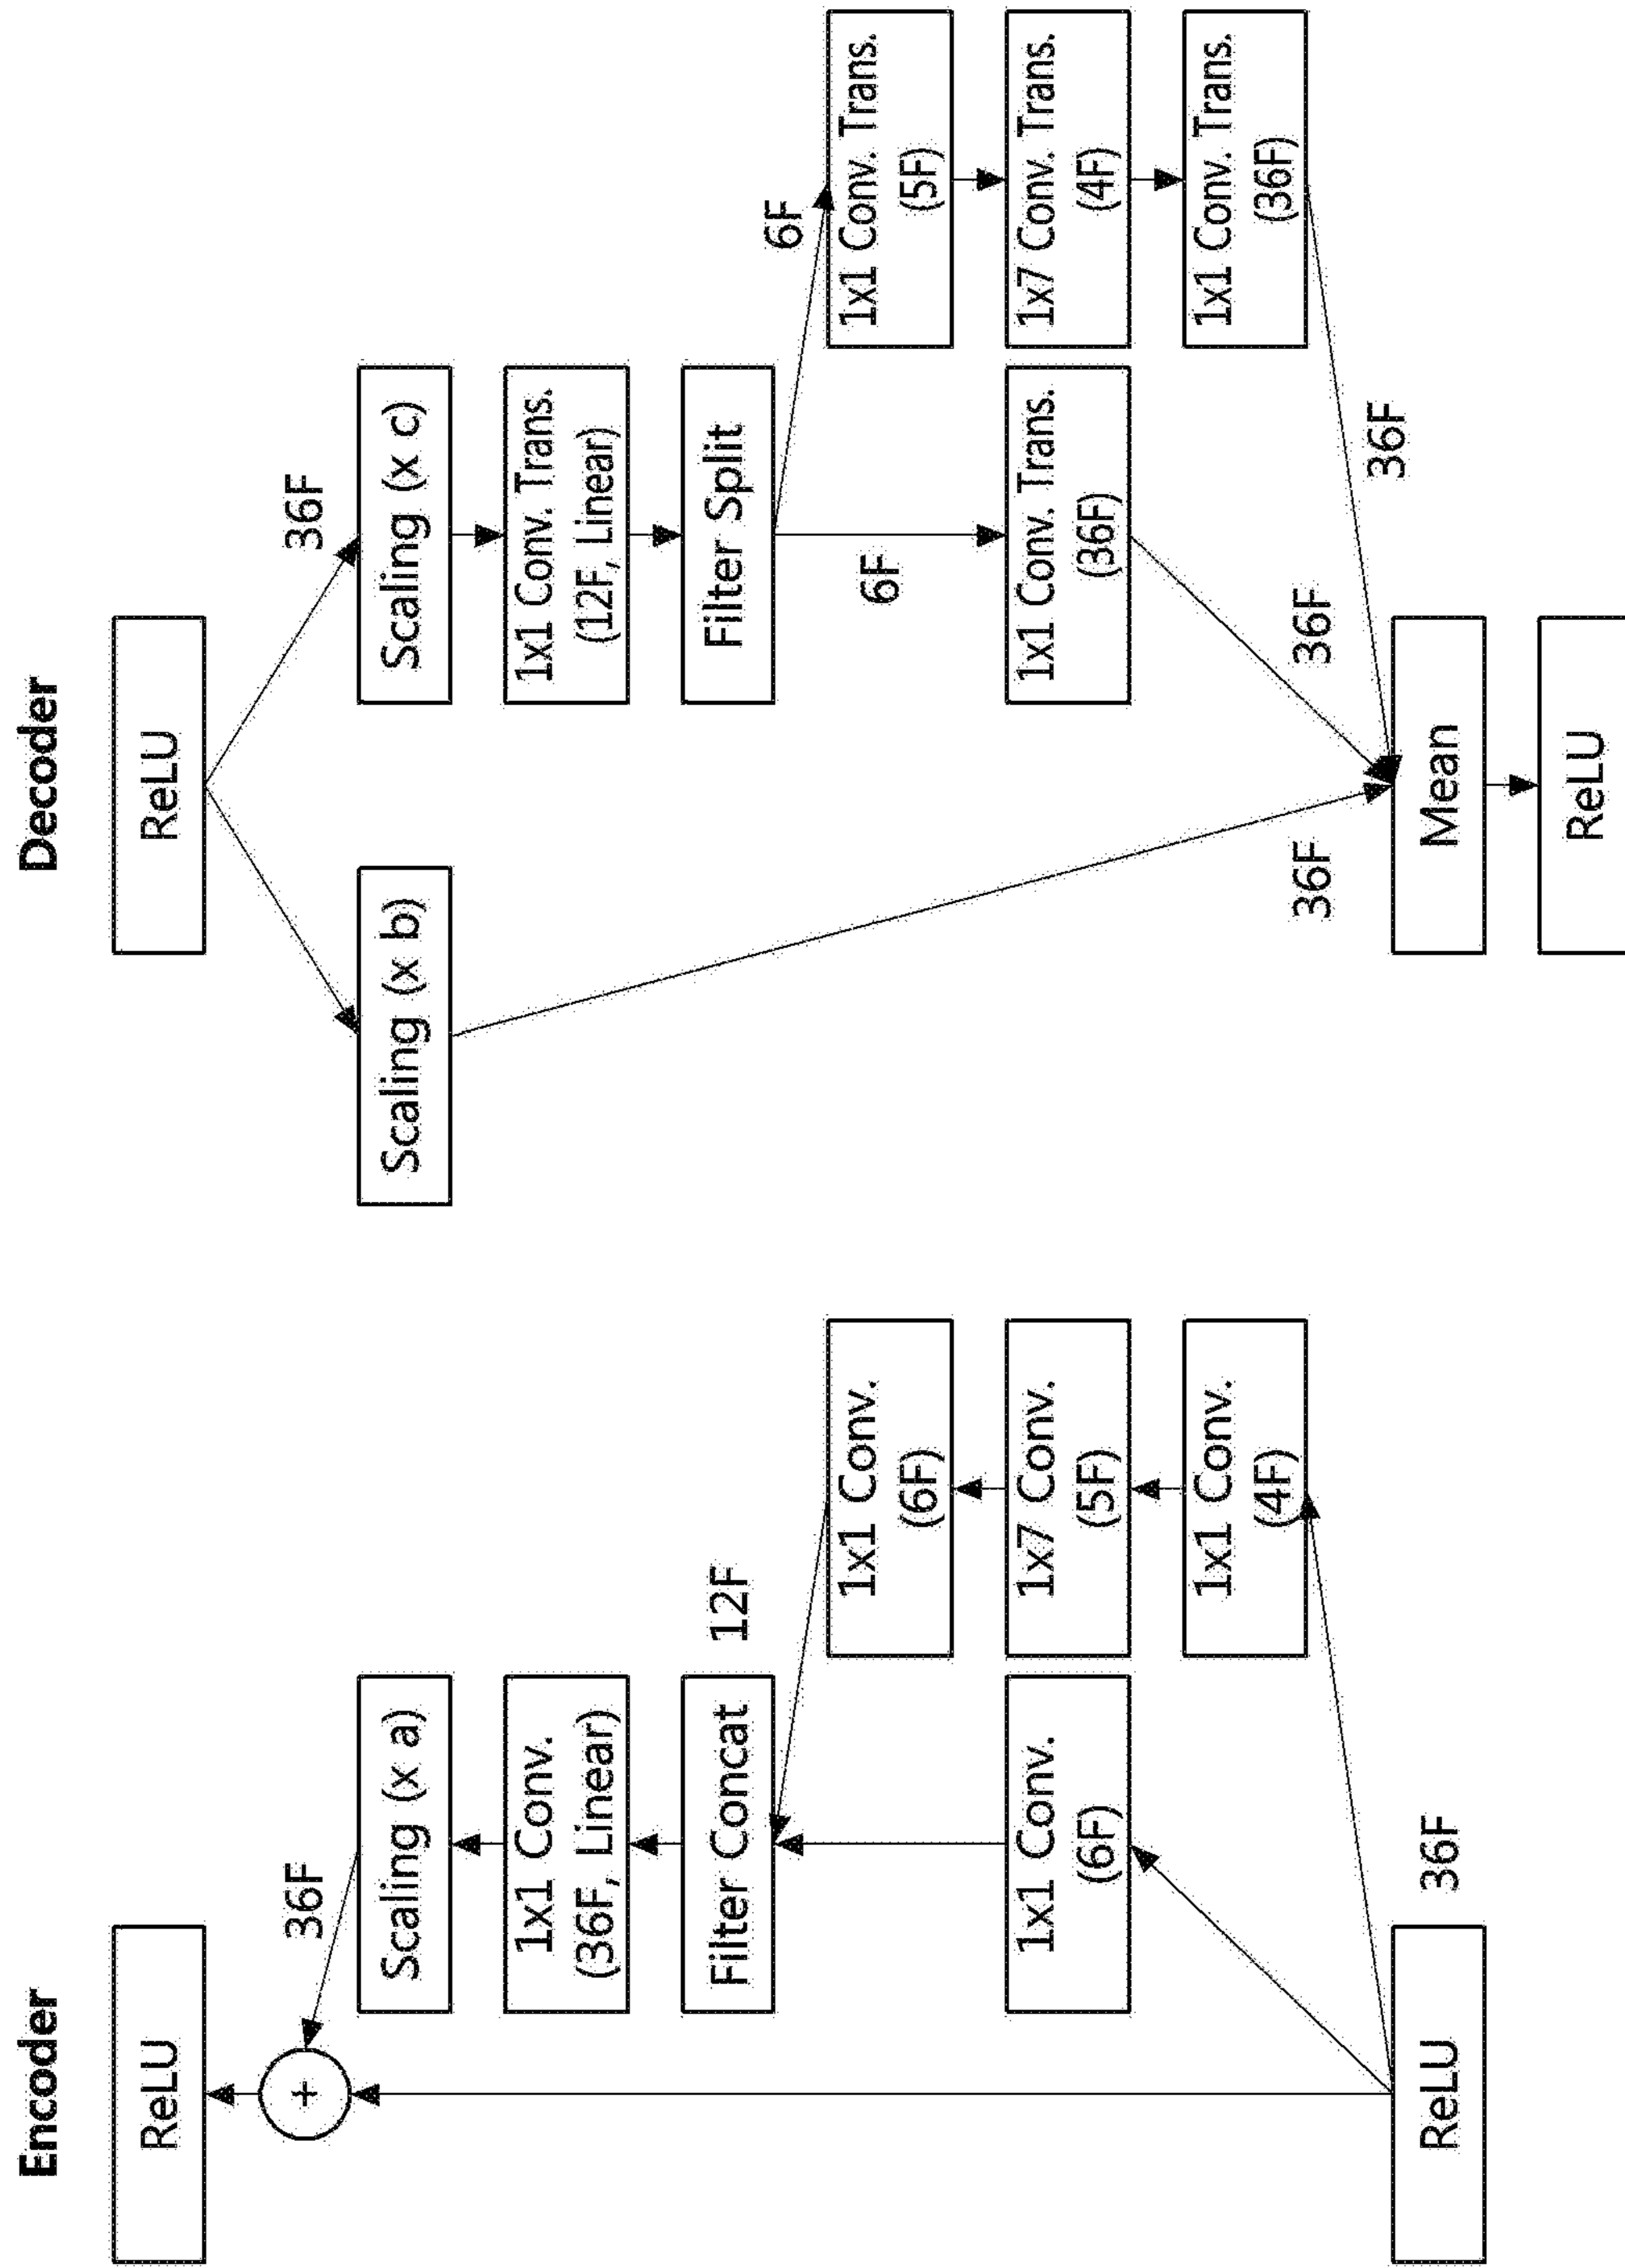 Encoder
ReLU
+
36F
Scaling (x a)
1x1 Conv.
(36F, Linear)
Filter Concat
12F
1x1 Conv.
(6F)
1x1 Conv.
(6F)
1x7 Conv.
(5F)
1x1 Conv.
(4F)
ReLU
36F
Decoder
ReLU
36F
Scaling (x b)
Scaling (x c)
1x1 Conv. Trans.
(12F, Linear)
Filter Split
6F
6F
1x1 Conv. Trans.
(36F)
1x1 Conv. Trans.
(5F)
1x7 Conv. Trans.
(4F)
1x1 Conv. Trans.
(36F)
36F
36F
36F
Mean
ReLU